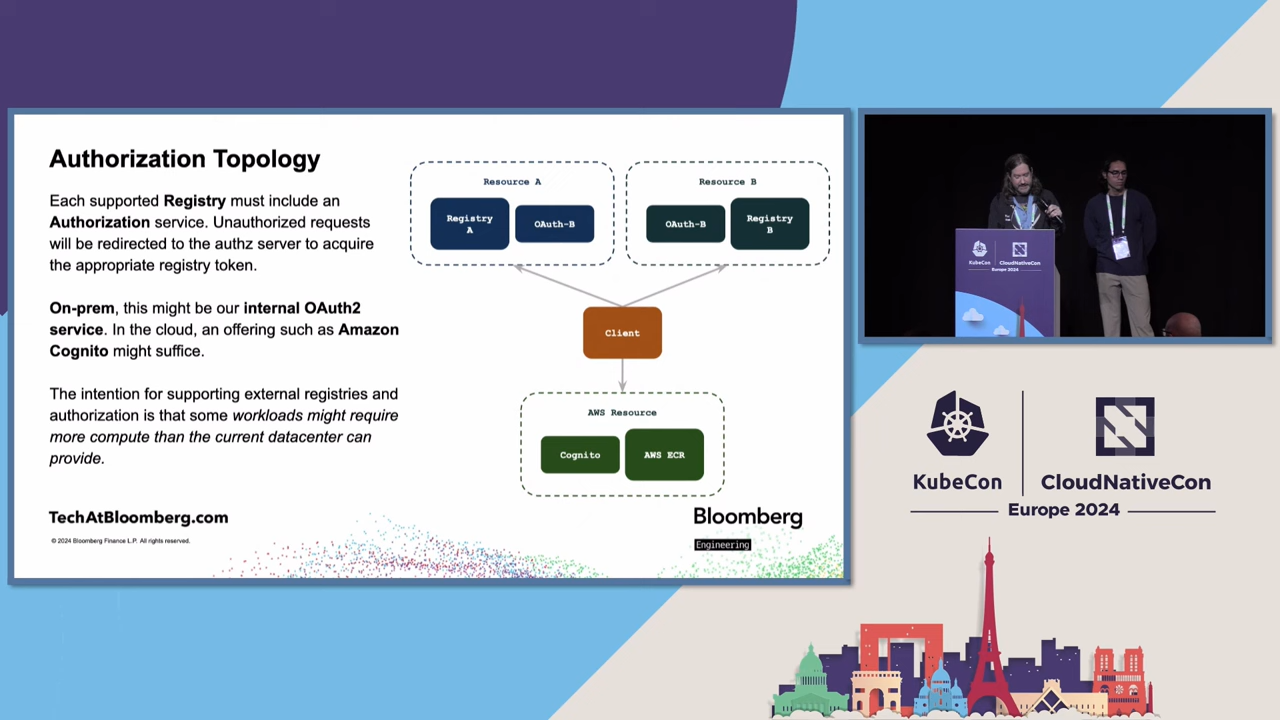 Authorization Topology
Each supported Registry must include an
Authorization service. Unauthorized requests
will be redirected to the authz server to acquire
the appropriate registry token.
On-prem, this might be our internal OAuth2
service. In the cloud, an offering such as Amazon
Cognito might suffice.
The intention for supporting external registries and
authorization is that some workloads might require
more compute than the current datacenter can
provide.
TechAtBloomberg.com
© 2024 Bloomberg Finance L.P. All rights reserved.
Resource A
Registry
A
OAuth-B
Resource B
OAuth-B
Registry
B
Client
AWS Resource
Cognito
AWS ECR
Bloomberg
Engineering
KubeCon
CloudNativeCon
Europe 2024
KubeCon
CloudNativeCon
Europe 2024